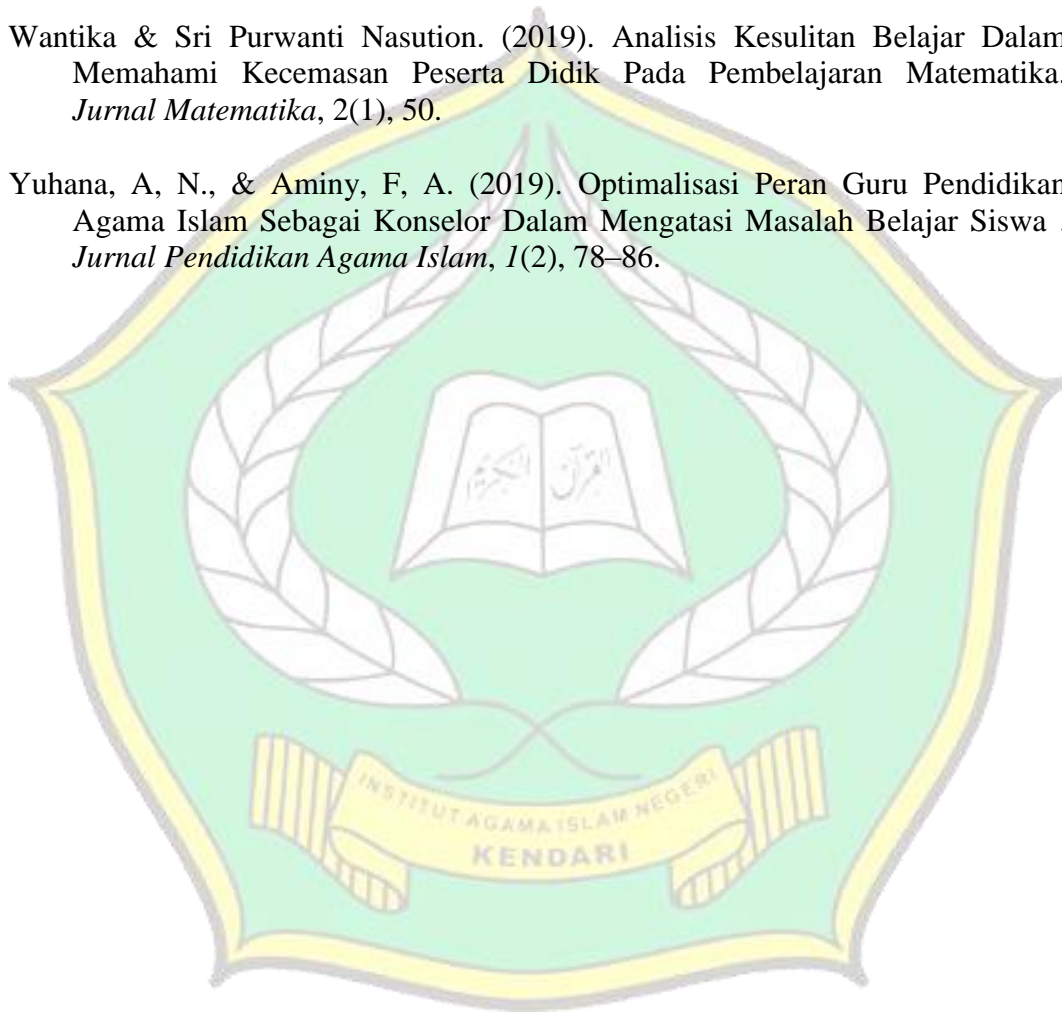 Wantika & Sri Purwanti Nasution. (2019). Analisis Kesulitan Belajar Dalam
Memahami Kecemasan Peserta Didik Pada Pembelajaran Matematika.
Jurnal Matematika, 2(1), 50.
Yuhana, A, N., & Aminy, F, A. (2019). Optimalisasi Peran Guru Pendidikan
Agama Islam Sebagai Konselor Dalam Mengatasi Masalah Belajar Siswa .
Jurnal Pendidikan Agama Islam, 1(2), 78–86.
القرآن الكريم
INSTITUT AGAMA ISLAM NEGERI
KENDARI